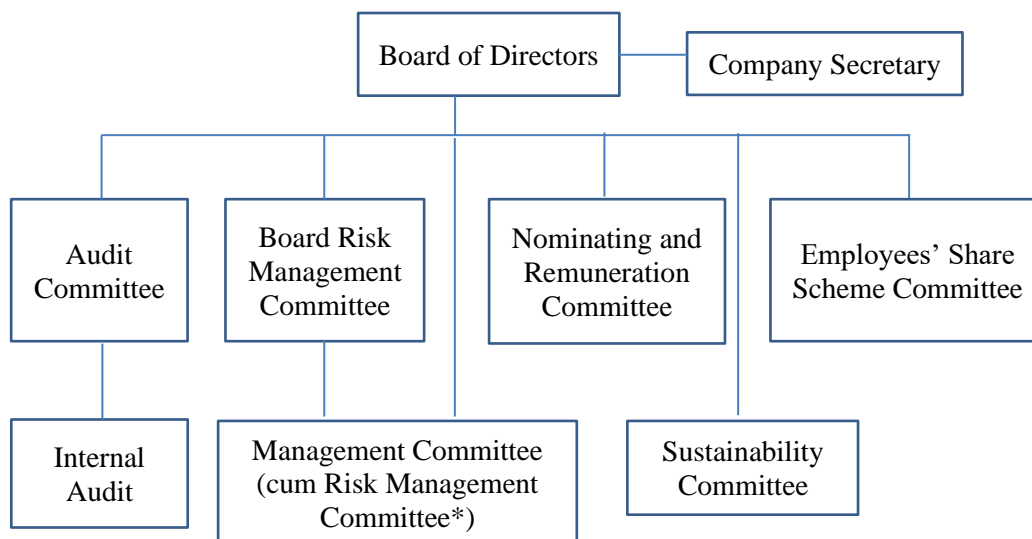 Board of Directors
Company Secretary
Audit
Committee
Board Risk
Management
Committee
Nominating and
Remuneration
Committee
Employees’ Share
Scheme Committee
Internal
Audit
Management Committee
(cum Risk Management
Committee*)
Sustainability
Committee